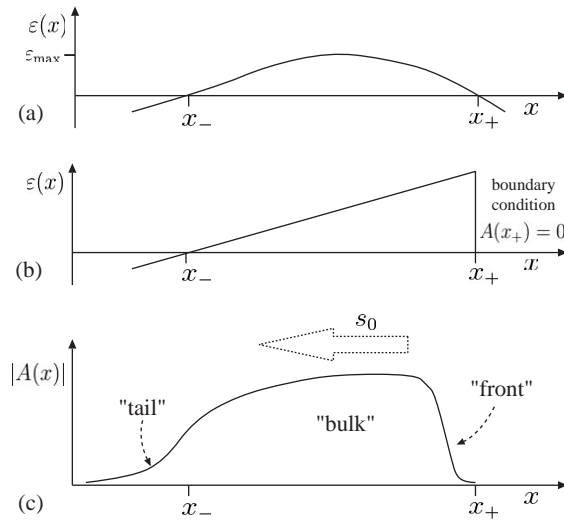 ε(x)
ε_max
x_−
x_+
x
(a)
ε(x)
boundary
condition
A(x_+) = 0
x_−
x_+
x
(b)
s_0
|A(x)|
"tail"
"bulk"
"front"
x_−
x_+
x
(c)